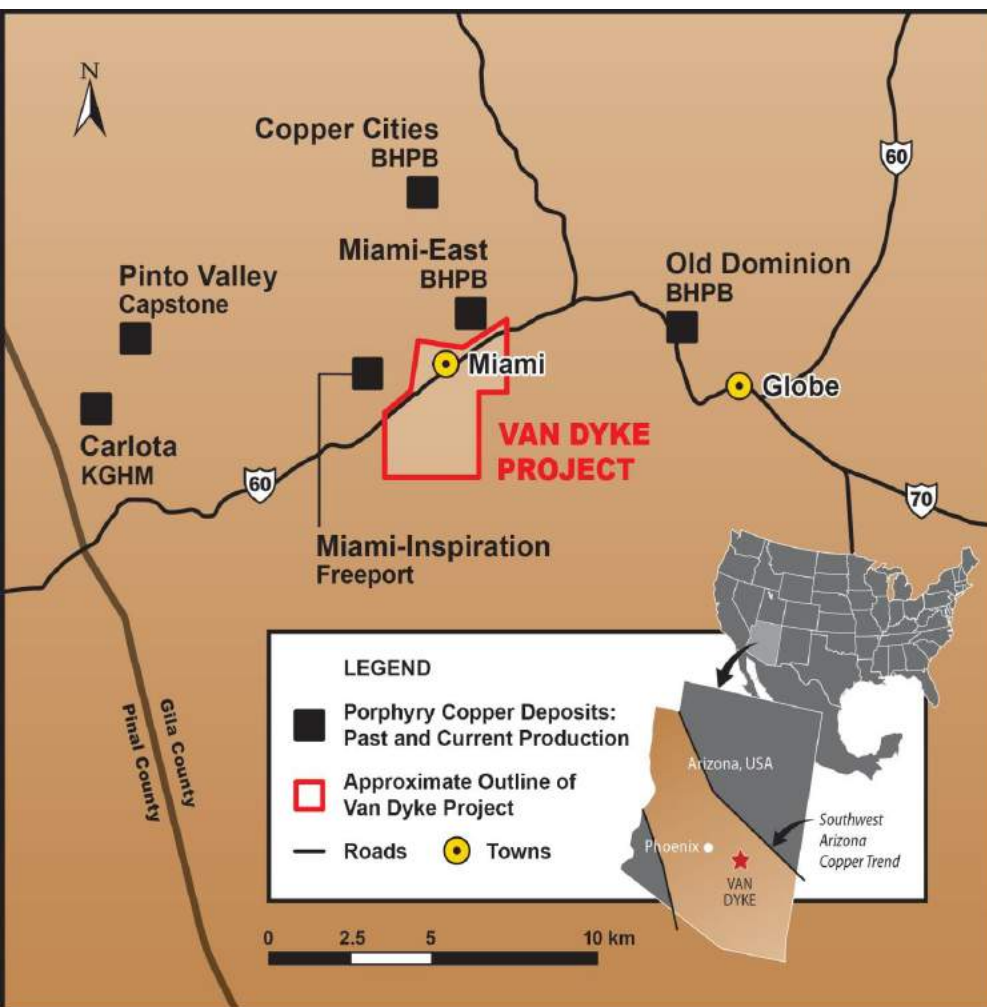 N
Copper Cities
BHPB
60
Miami-East
BHPB
Old Dominion
BHPB
Pinto Valley
Capstone
Miami
Globe
Carlota
KGHM
VAN DYKE
PROJECT
60
70
Miami-Inspiration
Freeport
Gila County
Pinal County
LEGEND
Porphyry Copper Deposits:
Past and Current Production
Approximate Outline of
Van Dyke Project
Roads
Towns
Arizona, USA
Phoenix
VAN
DYKE
Southwest
Arizona
Copper Trend
0 2.5 5 10 km